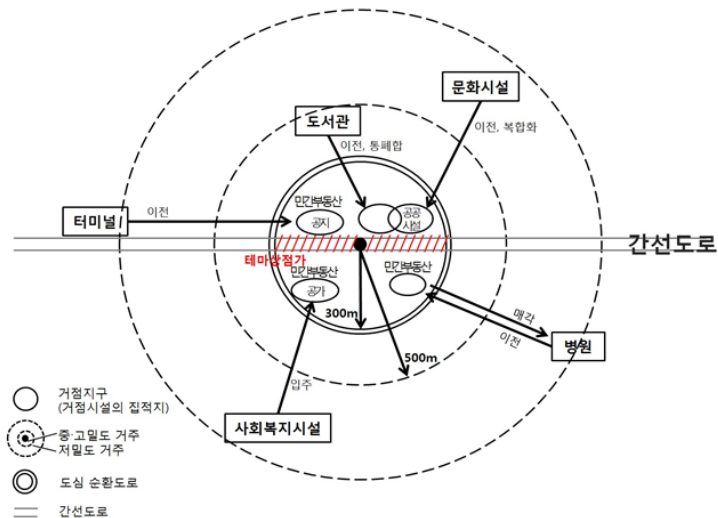 문화시설
도서관
이전, 복합화
이전, 통폐합
민간부동산
터미널
이전
공지
공공
시설
간선도로
테마상점가
민간부동산
민간부동산
공가
300m
매각
이전
병원
500m
입주
거점지구
(거점시설의 집적지)
사회복지시설
중·고밀도 거주
저밀도 거주
도심 순환도로
간선도로